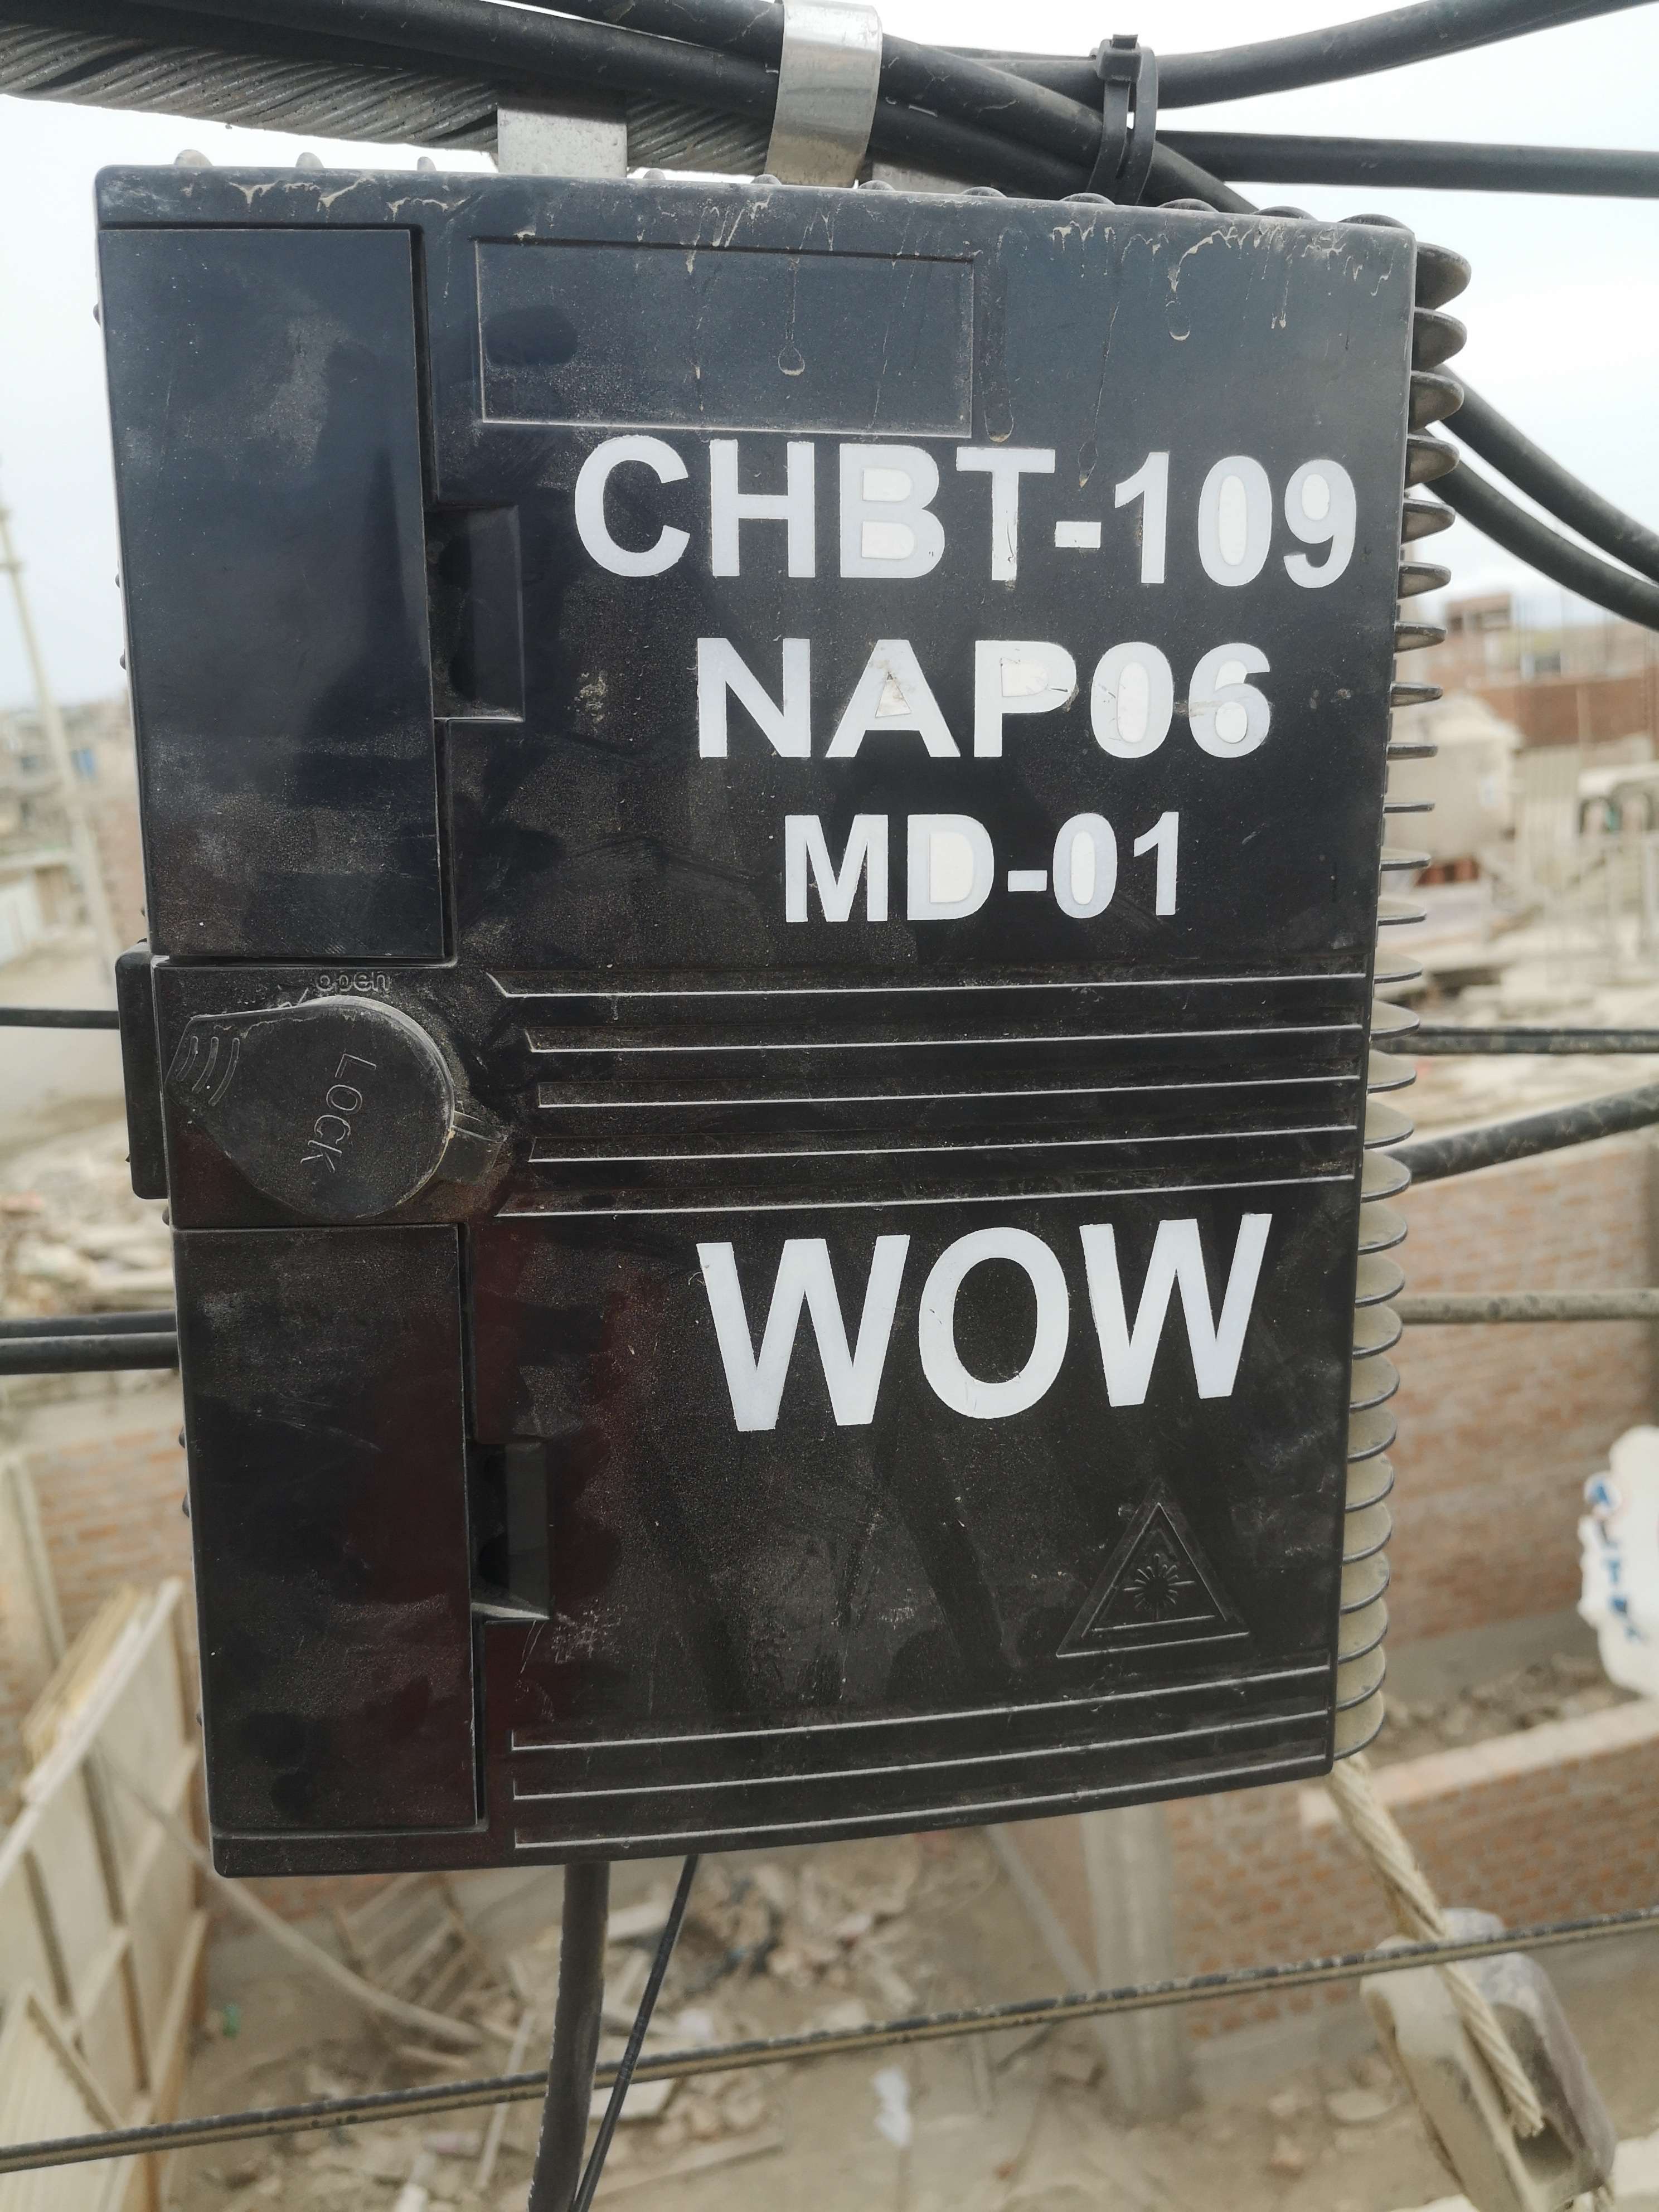 CHBT-109
NAP06
MD-01
open
LOCK
WOW